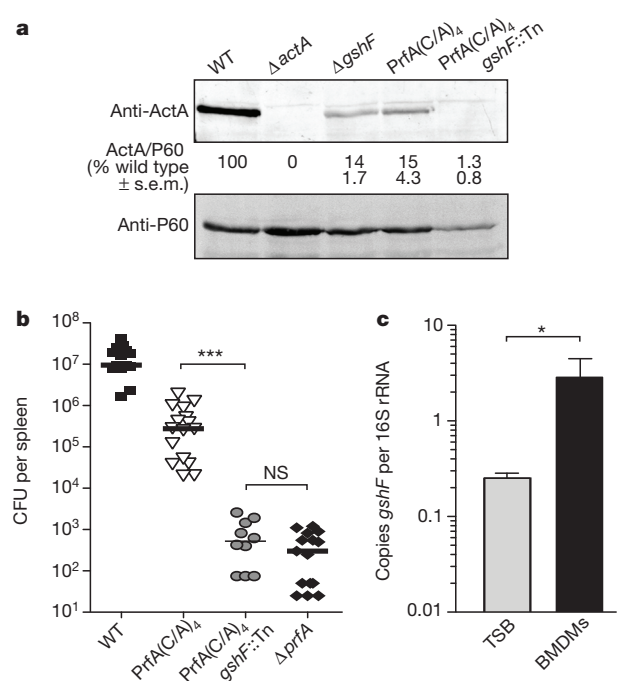 a
WT
ΔactA
ΔgshF
PrfA(C/A)4
PrfA(C/A)4
gshF::Tn
Anti-ActA
ActA/P60
(% wild type
± s.e.m.)
100 0 14 15 1.3
1.7 4.3 0.8
Anti-P60
b
CFU per spleen
10^8
10^7
10^6
10^5
10^4
10^3
10^2
10^1
***
NS
WT
PrfA(C/A)4
PrfA(C/A)4
gshF::Tn
ΔprfA
c
Copies gshF per 16S rRNA
10
1
0.1
0.01
*
TSB
BMDMs